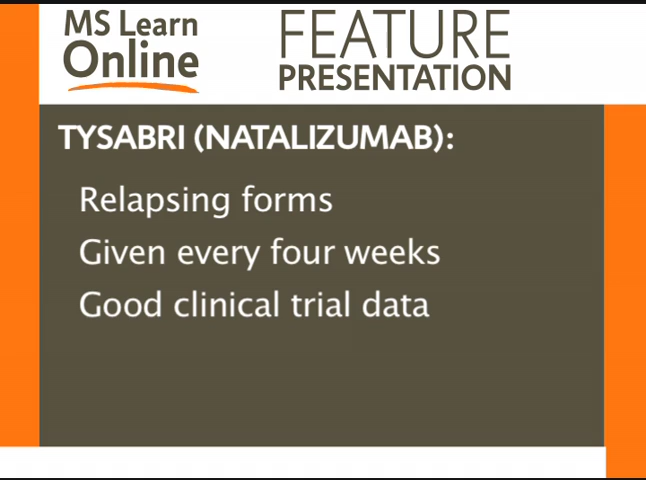 MS Learn
Online
FEATURE
PRESENTATION
TYSABRI (NATALIZUMAB):
Relapsing forms
Given every four weeks
Good clinical trial data